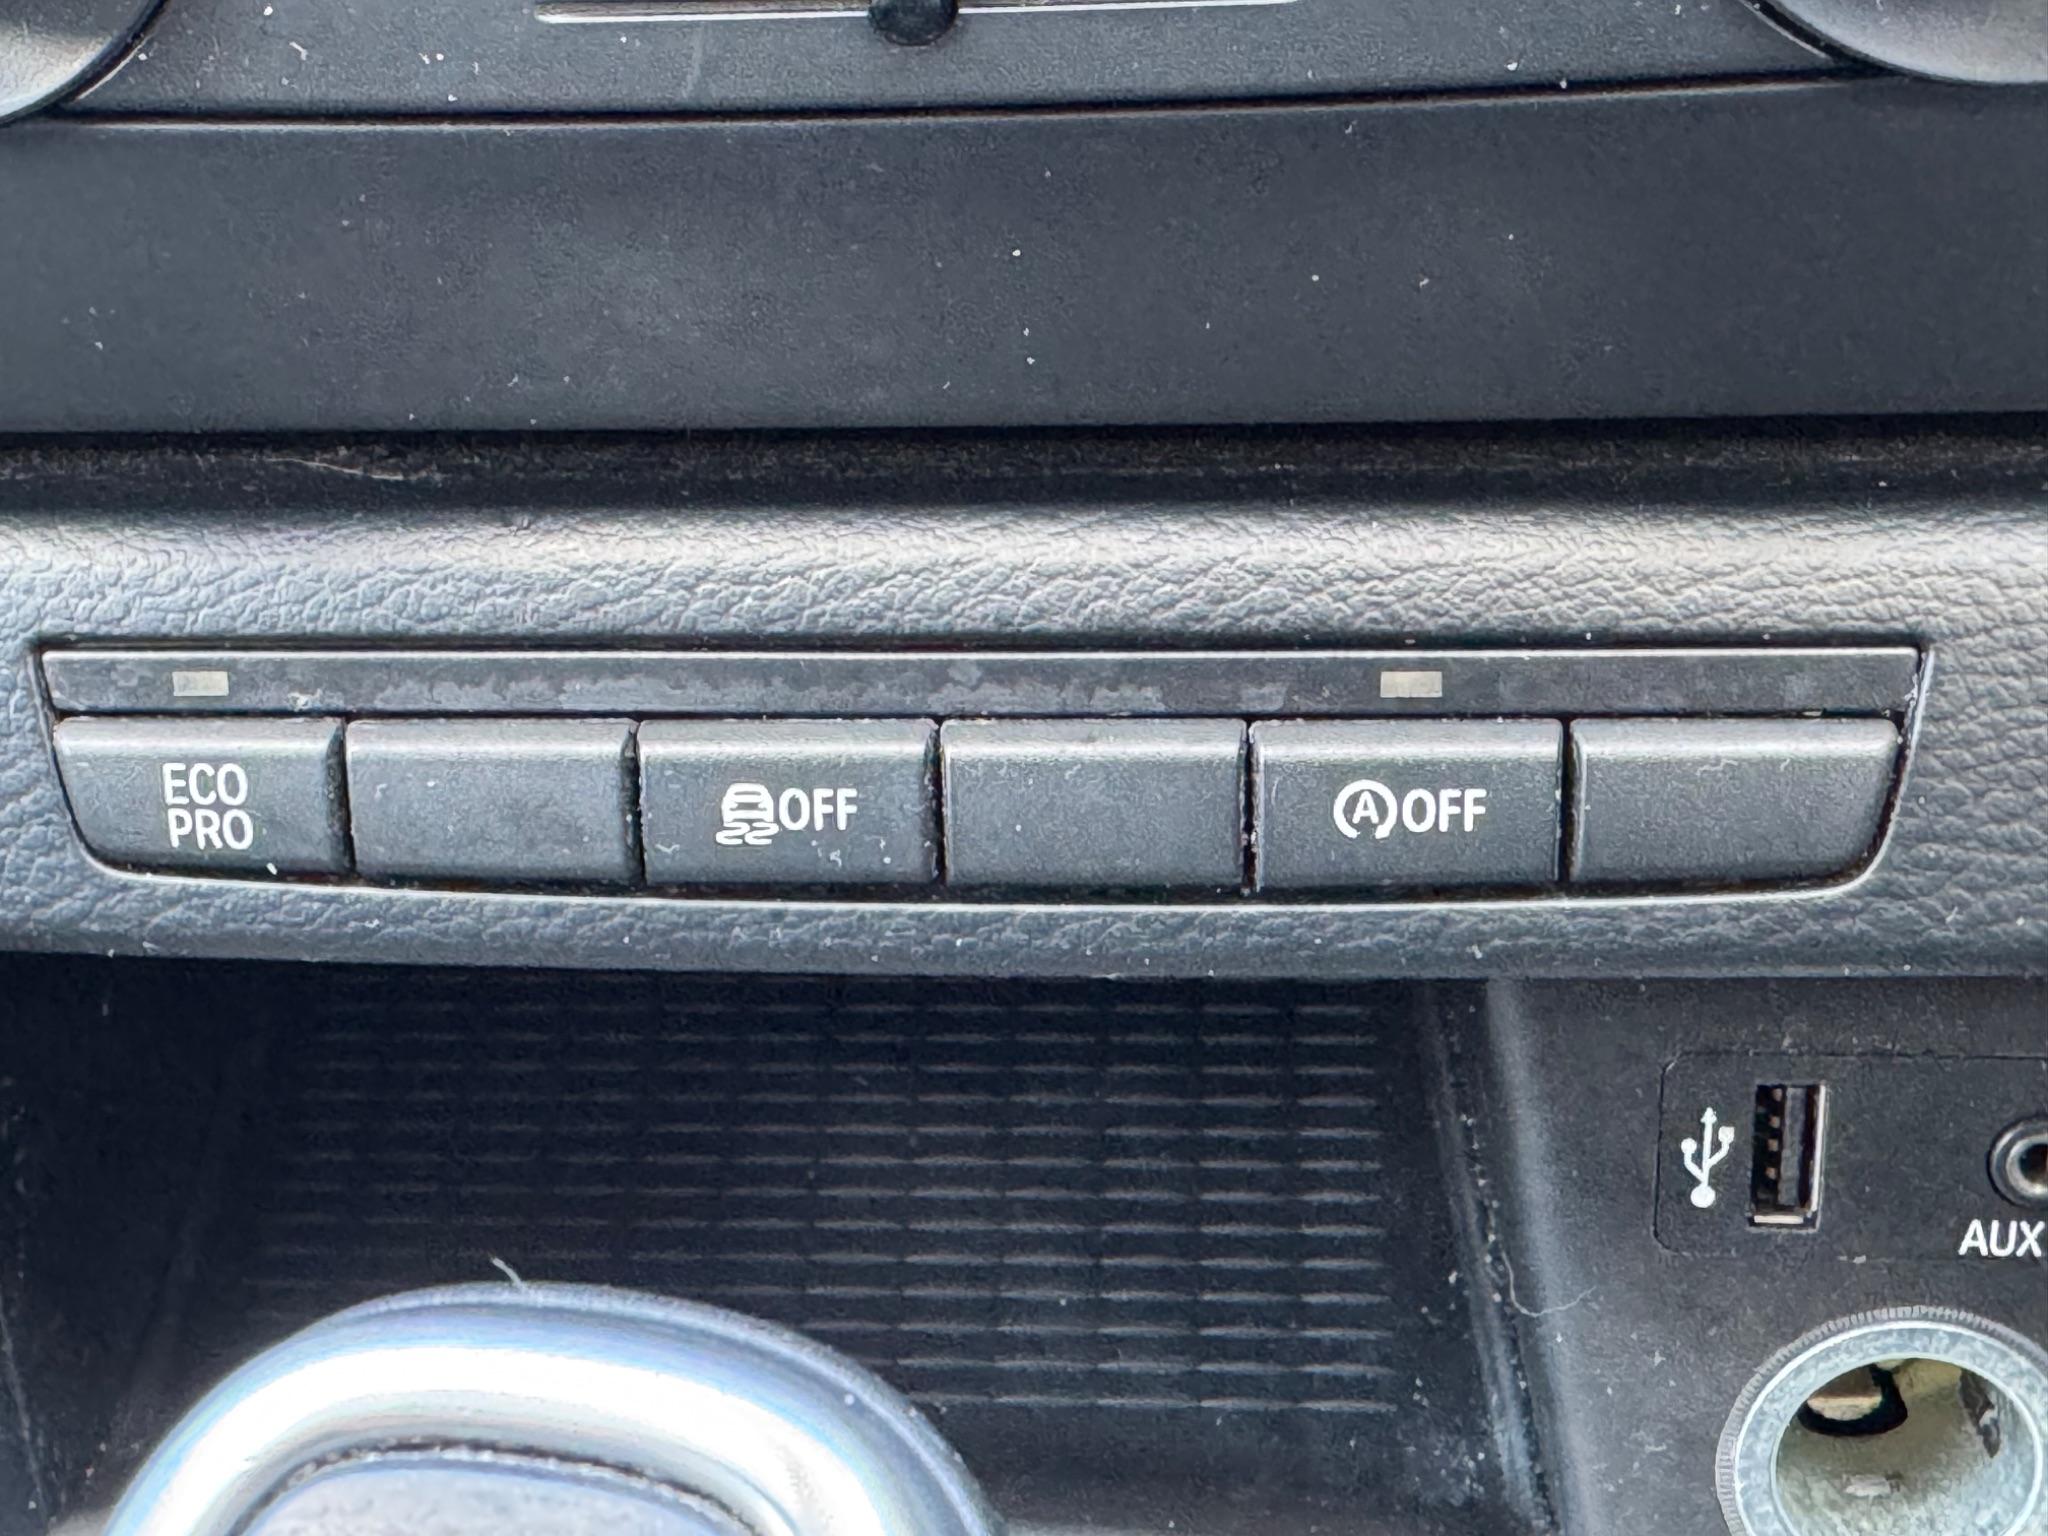 ECO
PRO
OFF
A OFF
AUX